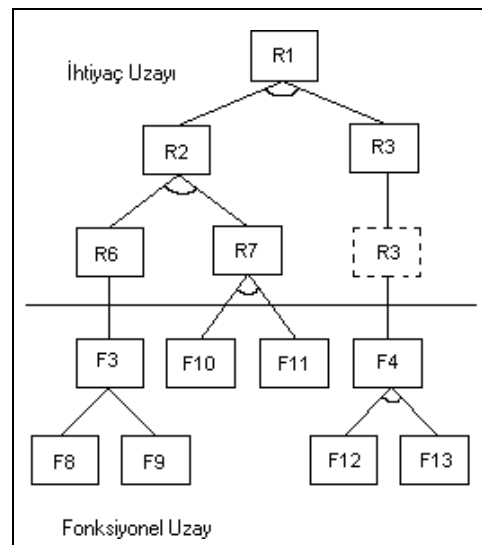 R1
İhtiyaç Uzayı
R2
R3
R6
R7
R3
F3
F10
F11
F4
F8
F9
F12
F13
Fonksiyonel Uzay